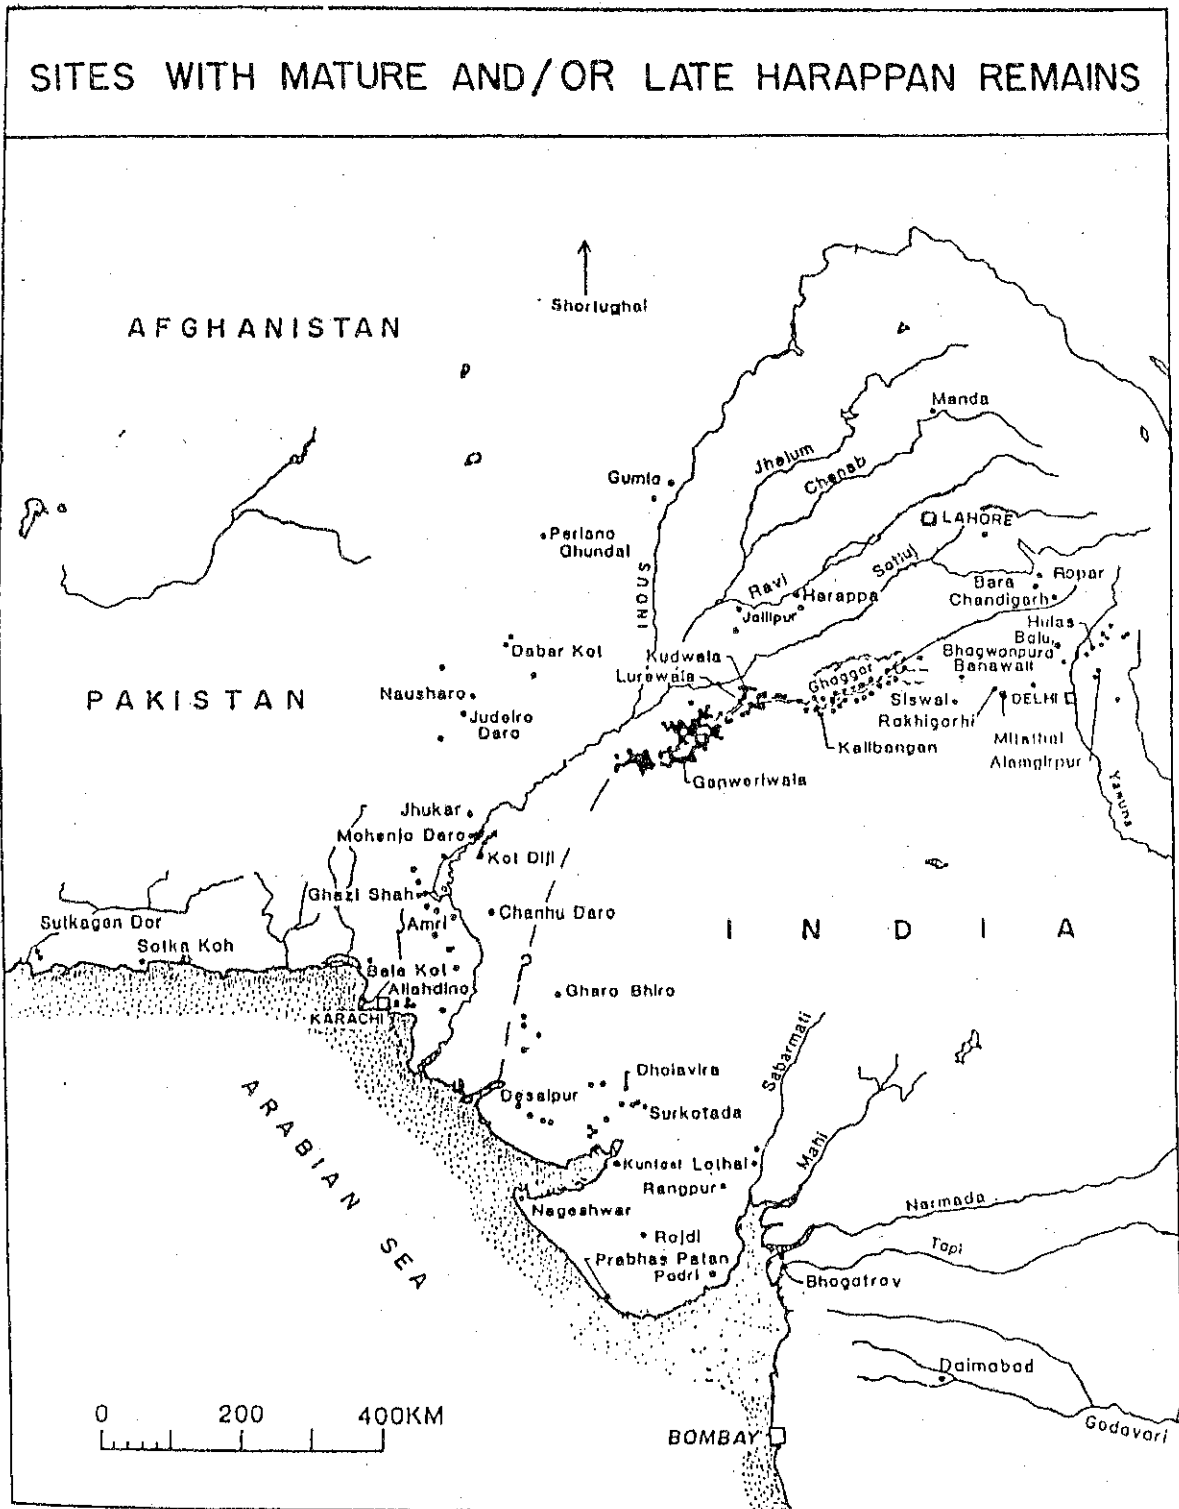 SITES WITH MATURE AND/OR LATE HARAPPAN REMAINS
Shortughai
AFGHANISTAN
Manda
Jhelum
Chenab
Gumla
LAHORE
Periano
Ghundai
INDUS
Sutluj
Ravi
Harappa
Jalilpur
Bara
Ropar
Chandigarh
Hulas
Balu
Bhagwanpura
Banawali
Dabar Kot
Kudwala
Lurewala
Ghaggar
PAKISTAN
Nausharo
Judeiro
Daro
Siswal
DELHI
Rakhigarhi
Kalibangan
Mitathal
Alamgirpur
Ganweriwala
Yamuna
Jhukar
Mohenjo Daro
Kot Diji
Ghazi Shah
Sutkagan Dor
Amri
Chanhu Daro
INDIA
Sotka Koh
Bala Kot
Allahdino
Gharo Bhiro
KARACHI
?
Sabarmati
Dholavira
Desalpur
Surkotada
ARABIAN SEA
Mahi
Kuntasi
Lothal
Rangpur
Narmada
Nageshwar
Rojdi
Tapi
Prabhas Patan
Padri
Bhagatrav
Daimabad
0 200 400KM
Godavari
BOMBAY